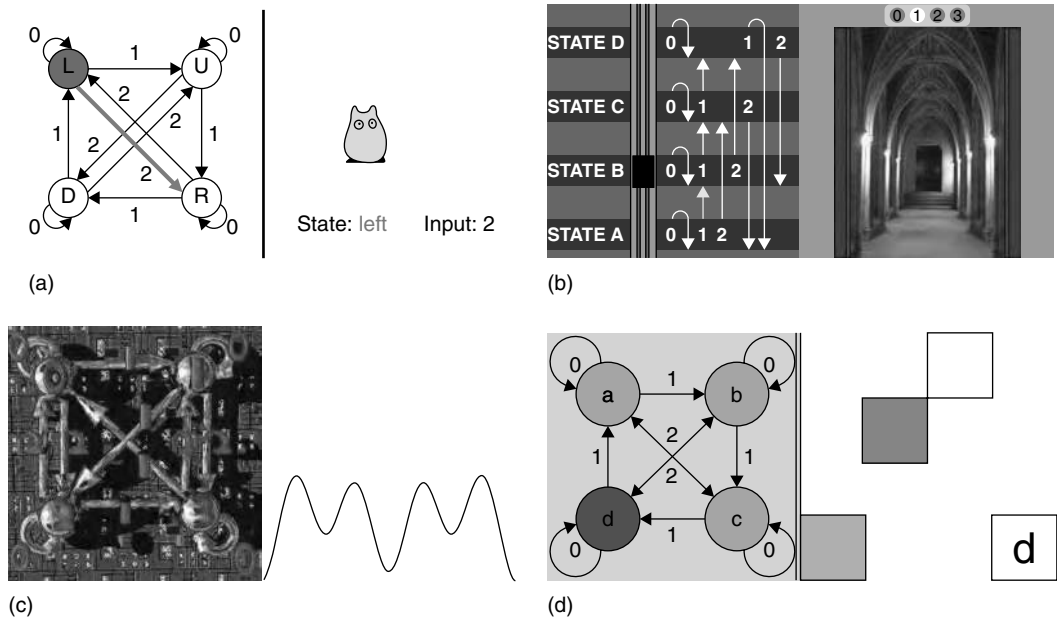 0
0
L
1
U
2
1
2
1
2
2
D
1
R
0
0
State: left Input: 2
(a)
0 1 2 3
STATE D 0 1 2
STATE C 0 1 2
STATE B 0 1 2
STATE A 0 1 2
(b)
(c)
0
0
a
1
b
2
1
1
2
d
1
c
0
0
d
(d)